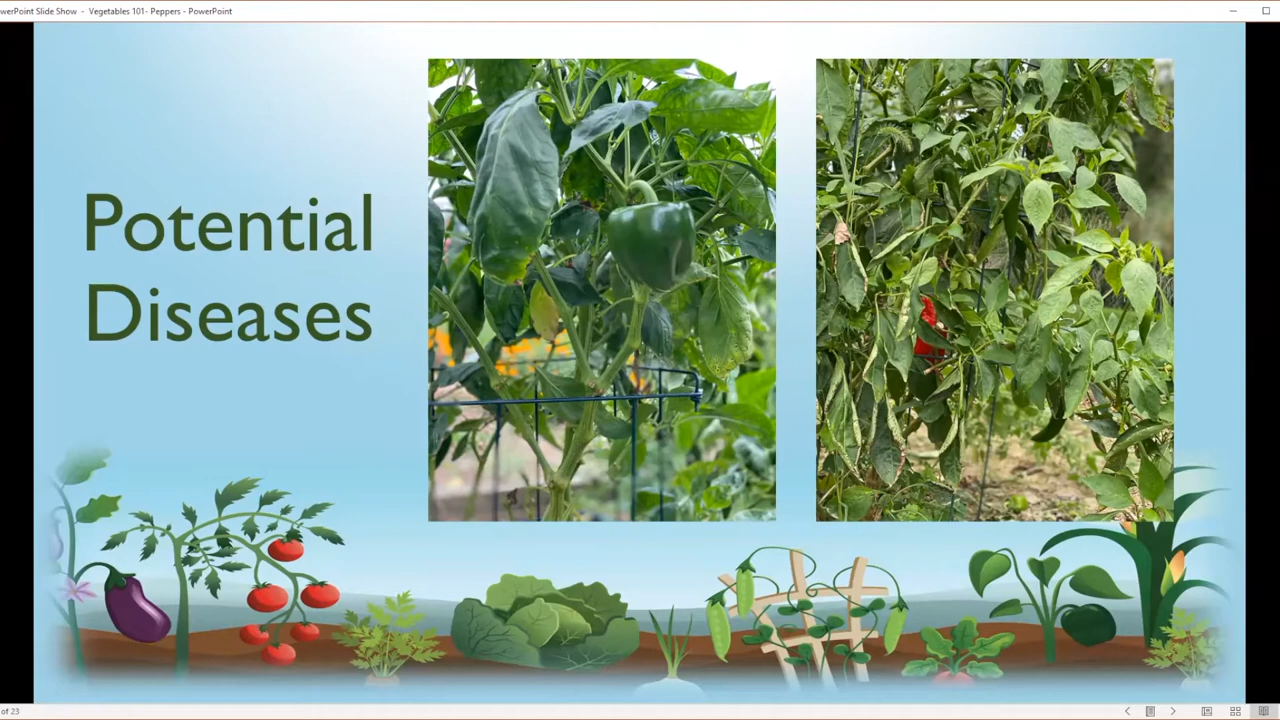 werPoint Slide Show - Vegetables 101- Peppers - PowerPoint
Potential
Diseases
of 23